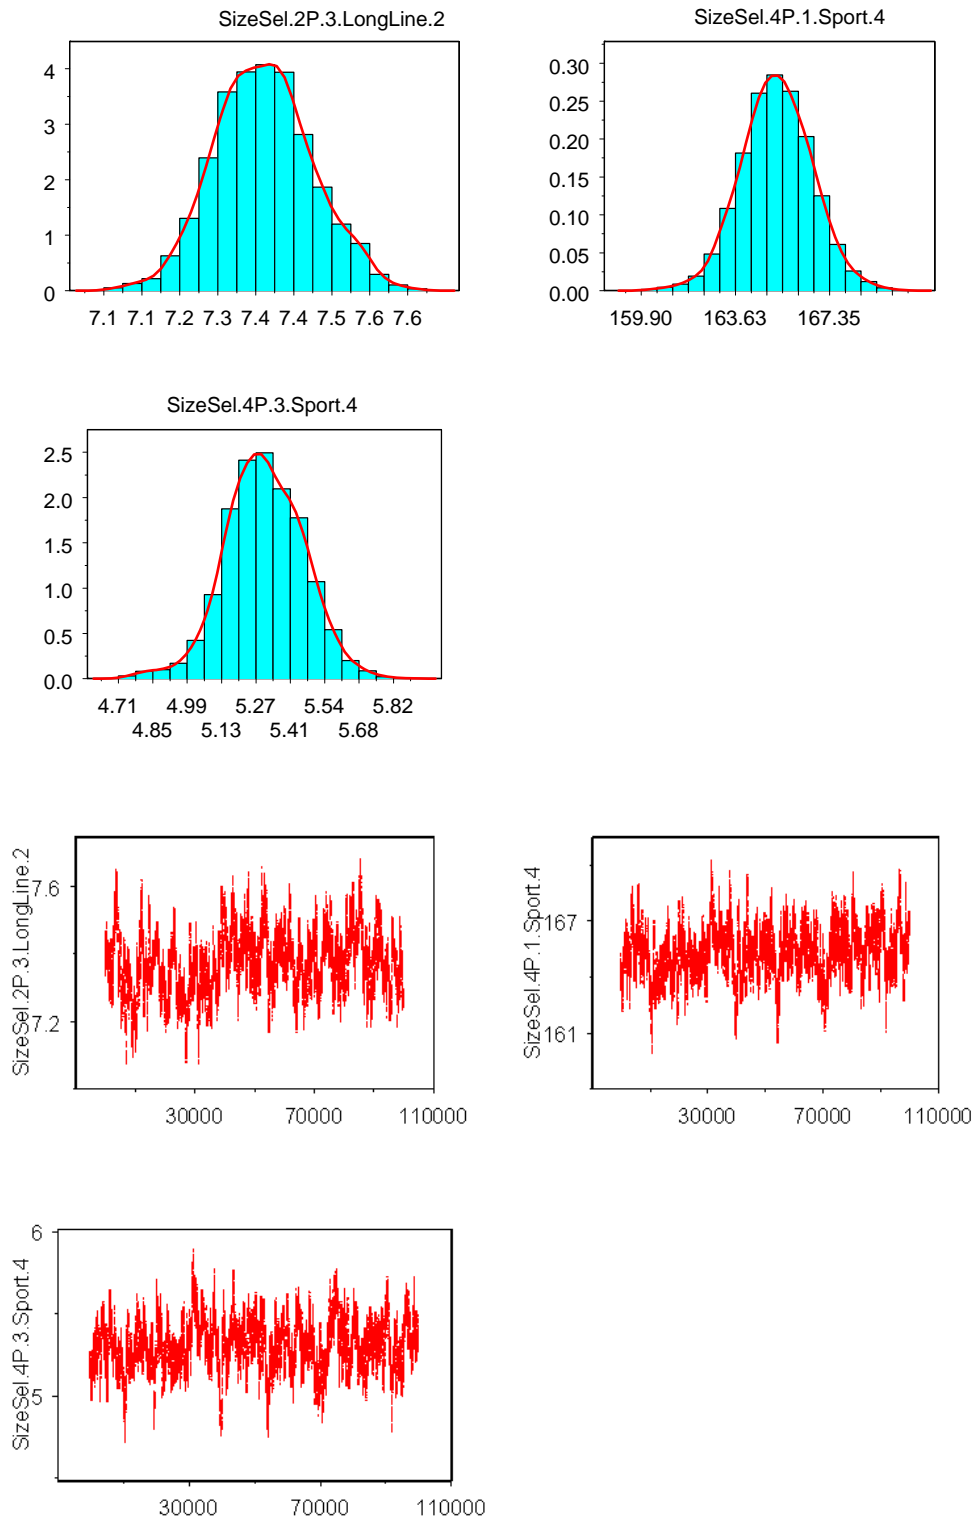 SizeSel.2P.3.LongLine.2
4
3
2
1
0
7.1 7.1 7.2 7.3 7.4 7.4 7.5 7.6 7.6
SizeSel.4P.1.Sport.4
0.30
0.25
0.20
0.15
0.10
0.05
0.00
159.90 163.63 167.35
SizeSel.4P.3.Sport.4
2.5
2.0
1.5
1.0
0.5
0.0
4.71 4.99 5.27 5.54 5.82
4.85 5.13 5.41 5.68
SizeSel.2P.3.LongLine.2
7.6
7.2
30000 70000 110000
SizeSel.4P.1.Sport.4
167
161
30000 70000 110000
SizeSel.4P.3.Sport.4
6
5
30000 70000 110000